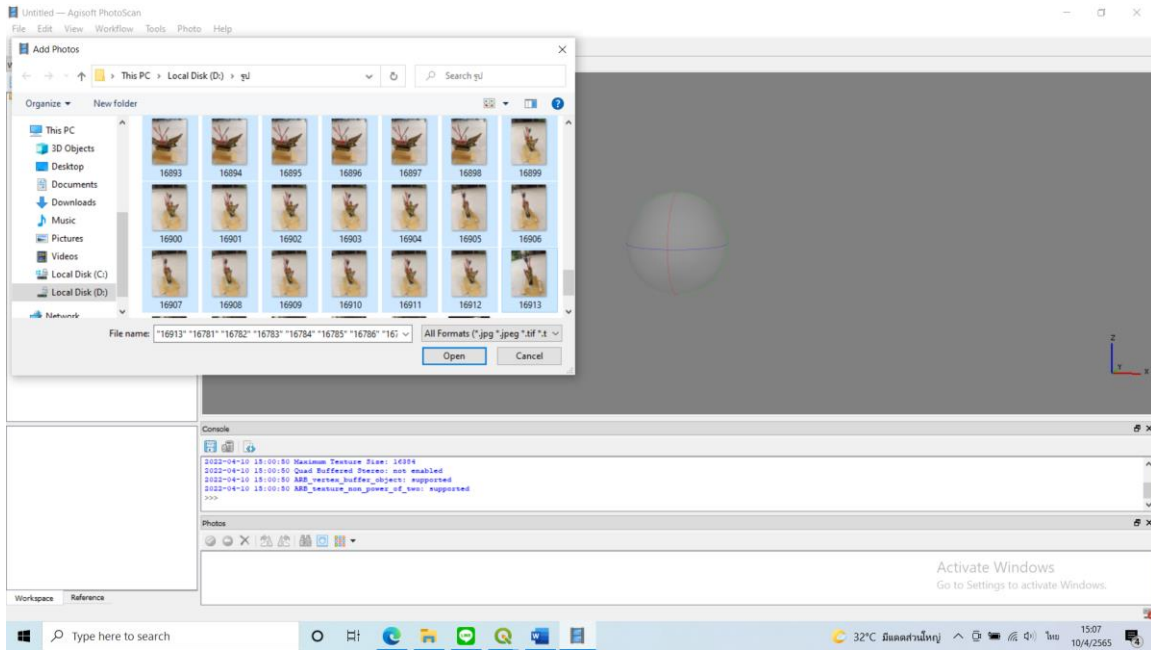 Untitled — Agisoft PhotoScan
File Edit View Workflow Tools Photo Help
Add Photos
This PC › Local Disk (D:) › รูป
Search รูป
Organize New folder
This PC
3D Objects
Desktop
Documents
Downloads
Music
Pictures
Videos
Local Disk (C:)
Local Disk (D:)
Network
16893 16894 16895 16896 16897 16898 16899
16900 16901 16902 16903 16904 16905 16906
16907 16908 16909 16910 16911 16912 16913
File name: "16913" "16781" "16782" "16783" "16784" "16785" "16786" "167
All Formats (*.jpg *.jpeg *.tif *.t
Open Cancel
Z
Y X
Console
2022-04-10 15:00:50 Maximum Texture Size: 16384
2022-04-10 15:00:50 Quad Buffered Stereo: not enabled
2022-04-10 15:00:50 ARB_vertex_buffer_object: supported
2022-04-10 15:00:50 ARB_texture_non_power_of_two: supported
>>>
Photos
Activate Windows
Go to Settings to activate Windows.
Workspace Reference
Type here to search
32°C มีแดดส่วนใหญ่
ไทย
15:07
10/4/2565
4